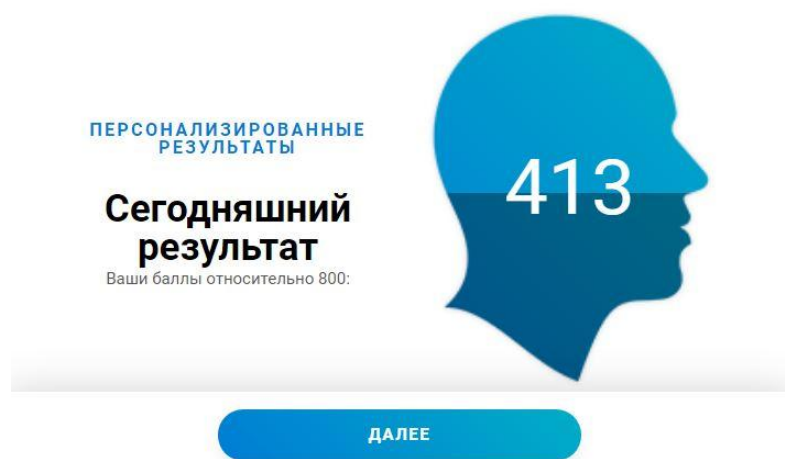 ПЕРСОНАЛИЗИРОВАННЫЕ
РЕЗУЛЬТАТЫ
Сегодняшний
результат
Ваши баллы относительно 800:
413
ДАЛЕЕ